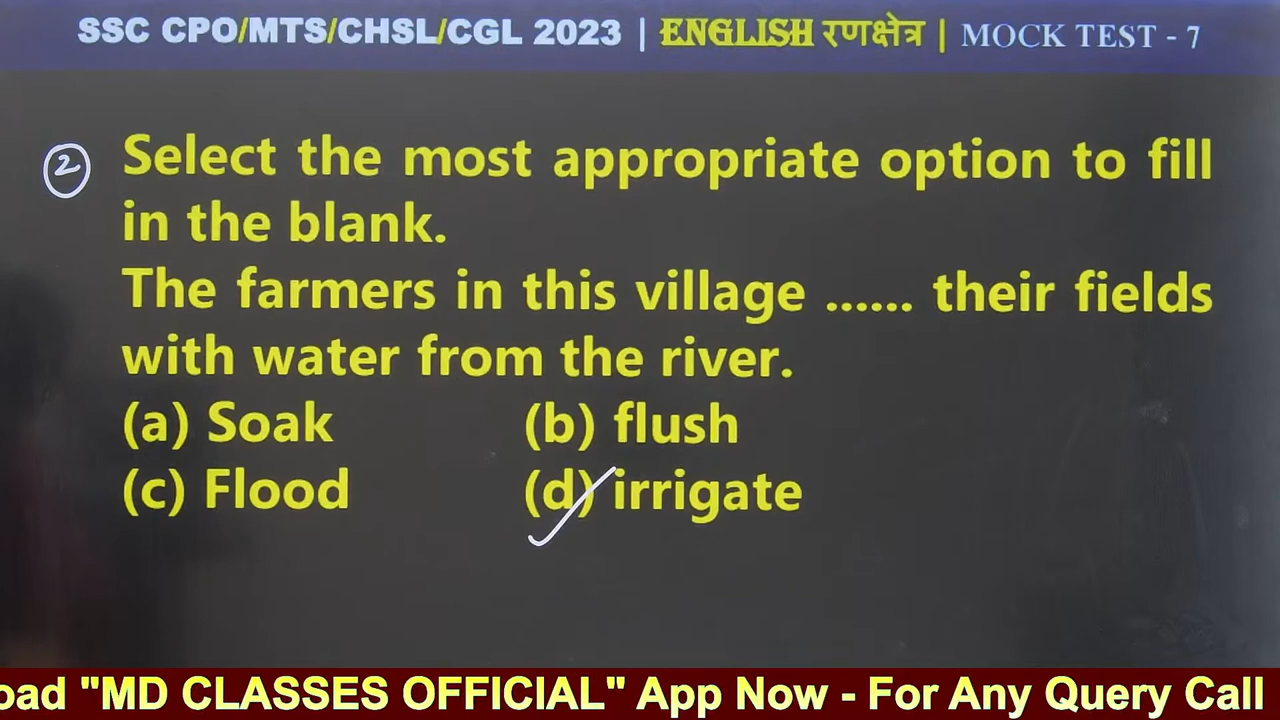 SSC CPO/MTS/CHSL/CGL 2023 | ENGLISH रणक्षेत्र | MOCK TEST - 7
2 Select the most appropriate option to fill
in the blank.
The farmers in this village ...... their fields
with water from the river.
(a) Soak (b) flush
(c) Flood (d) irrigate
oad "MD CLASSES OFFICIAL" App Now - For Any Query Call